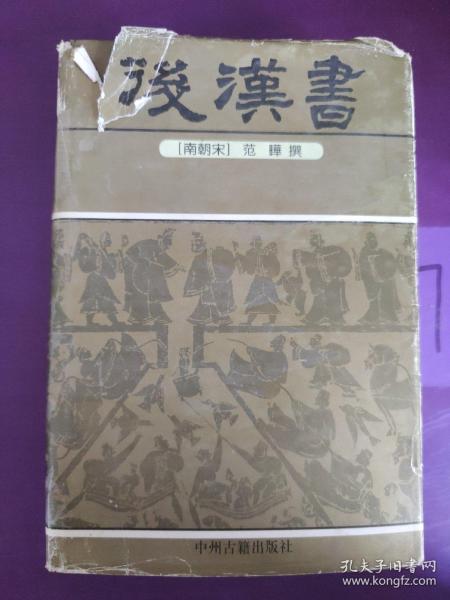 後漢書
[南朝宋] 范曄 撰
中州古籍出版社
孔夫子旧书网
www.kongfz.com